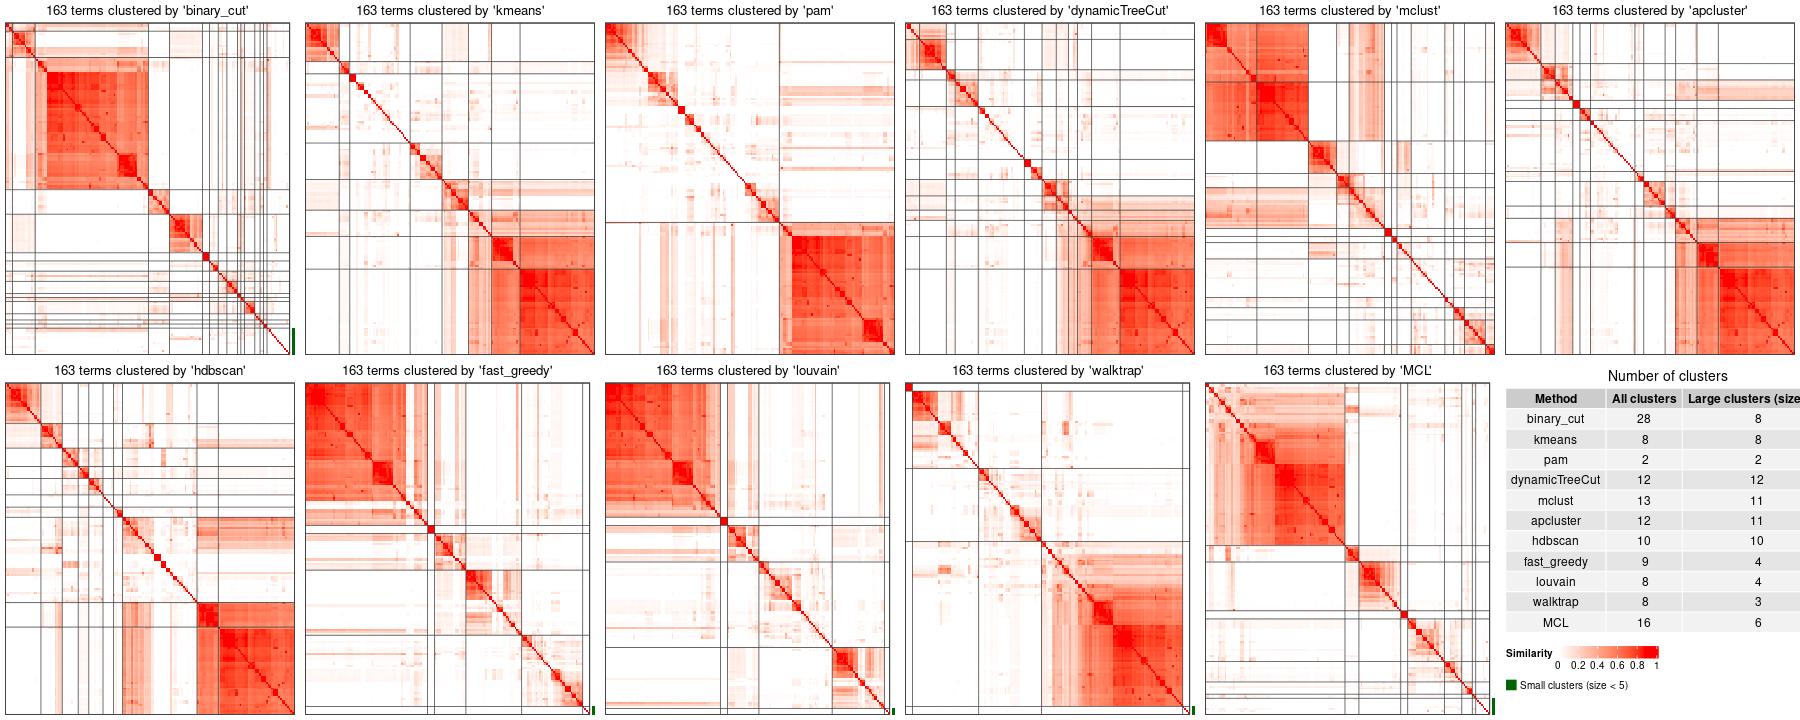 163 terms clustered by 'binary_cut'
163 terms clustered by 'kmeans'
163 terms clustered by 'pam'
163 terms clustered by 'dynamicTreeCut'
163 terms clustered by 'mclust'
163 terms clustered by 'apcluster'
163 terms clustered by 'hdbscan'
163 terms clustered by 'fast_greedy'
163 terms clustered by 'louvain'
163 terms clustered by 'walktrap'
163 terms clustered by 'MCL'
Number of clusters
Method All clusters Large clusters (size
binary_cut 28 8
kmeans 8 8
pam 2 2
dynamicTreeCut 12 12
mclust 13 11
apcluster 12 11
hdbscan 10 10
fast_greedy 9 4
louvain 8 4
walktrap 8 3
MCL 16 6
Similarity
0 0.2 0.4 0.6 0.8 1
Small clusters (size < 5)